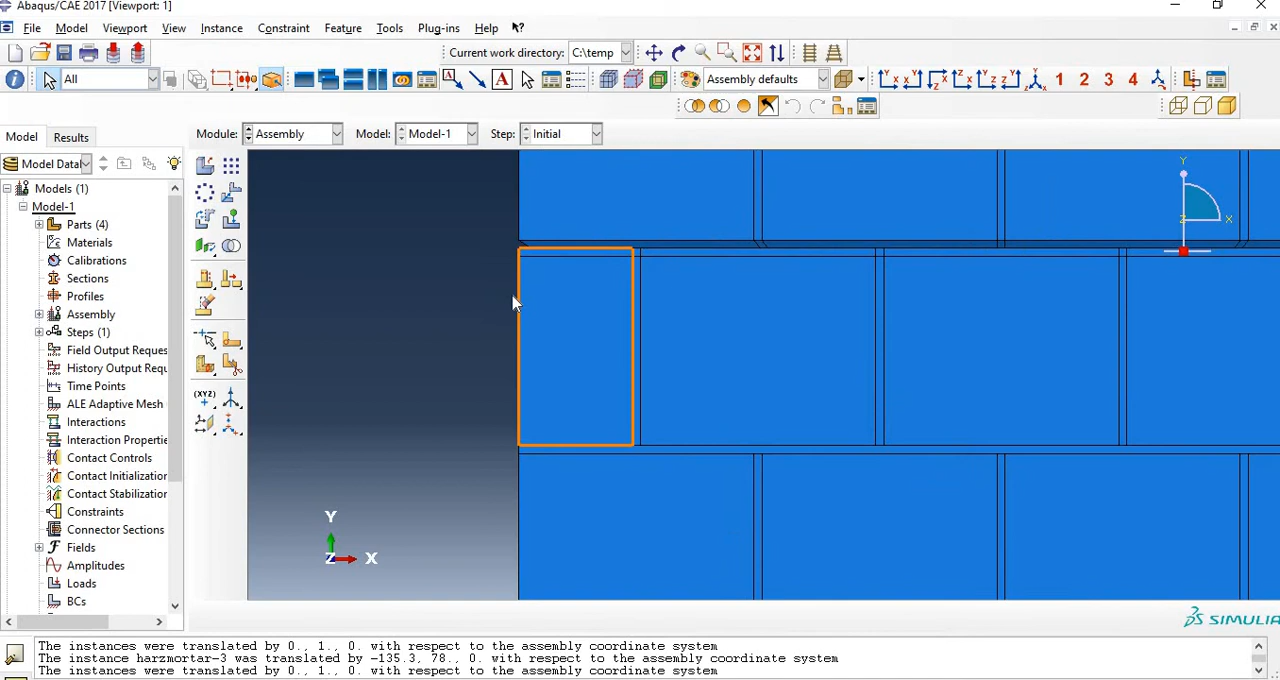 Abaqus/CAE 2017 [Viewport: 1]
File Model Viewport View Instance Constraint Feature Tools Plug-ins Help
Current work directory: C:\temp
All Assembly defaults 1 2 3 4
Model Results Module: Assembly Model: Model-1 Step: Initial
Model Datab
Models (1)
Model-1
Parts (4)
Materials
Calibrations
Sections
Profiles
Assembly
Steps (1)
Field Output Reques
History Output Requ
Time Points
ALE Adaptive Mesh
Interactions
Interaction Propertie
Contact Controls
Contact Initialization
Contact Stabilization
Constraints
Connector Sections
Fields
Amplitudes
Loads
BCs
(XYZ)
Y
X
Z
Y
Z X
SIMULIA
The instances were translated by 0., 1., 0. with respect to the assembly coordinate system
The instance harzmortar-3 was translated by -135.3, 78., 0. with respect to the assembly coordinate system
The instances were translated by 0., 1., 0. with respect to the assembly coordinate system